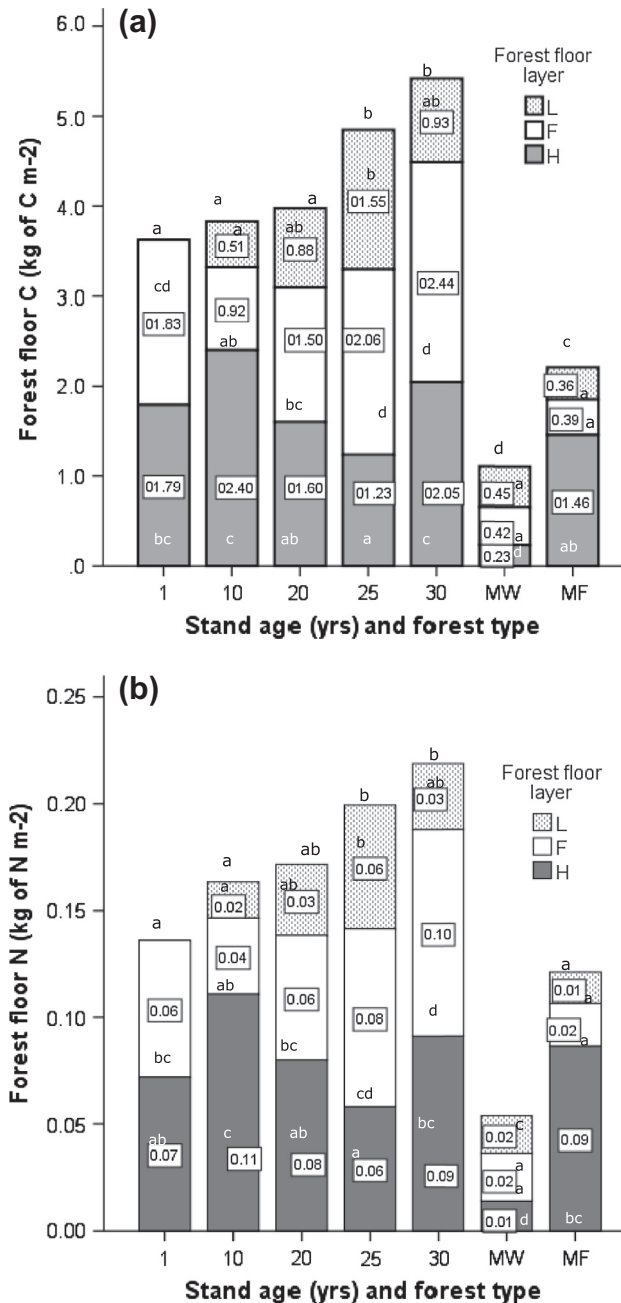 (a)
6.0
5.0
4.0
3.0
2.0
1.0
.0
Forest floor C (kg of C m-2)
Forest floor
layer
L
F
H
a
cd
01.83
01.79
bc
a
a
0.51
0.92
ab
02.40
c
a
ab
0.88
01.50
bc
01.60
ab
b
b
01.55
02.06
d
01.23
a
b
ab
0.93
02.44
d
02.05
c
d
a
0.45
0.42
a
0.23
d
c
0.36
a
0.39
a
01.46
ab
1 10 20 25 30 MW MF
Stand age (yrs) and forest type
(b)
0.25
0.20
0.15
0.10
0.05
0.00
Forest floor N (kg of N m-2)
Forest floor
layer
L
F
H
a
0.06
bc
ab
0.07
a
a
0.02
0.04
ab
c
0.11
ab
ab
0.03
0.06
bc
ab
0.08
b
b
0.06
0.08
cd
a
0.06
b
ab
0.03
0.10
d
bc
0.09
c
0.02
a
0.02
a
0.01
d
a
0.01
a
0.02
a
0.09
bc
1 10 20 25 30 MW MF
Stand age (yrs) and forest type